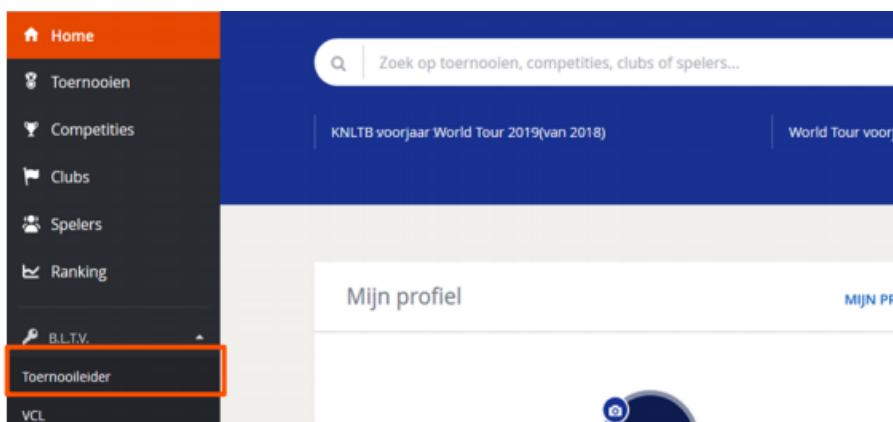 Home
Toernooien
Competities
Clubs
Spelers
Ranking
B.L.T.V.
Toernooileider
VCL
Zoek op toernooien, competities, clubs of spelers...
KNLTB voorjaar World Tour 2019(van 2018)
World Tour voorj
Mijn profiel
MIJN PR